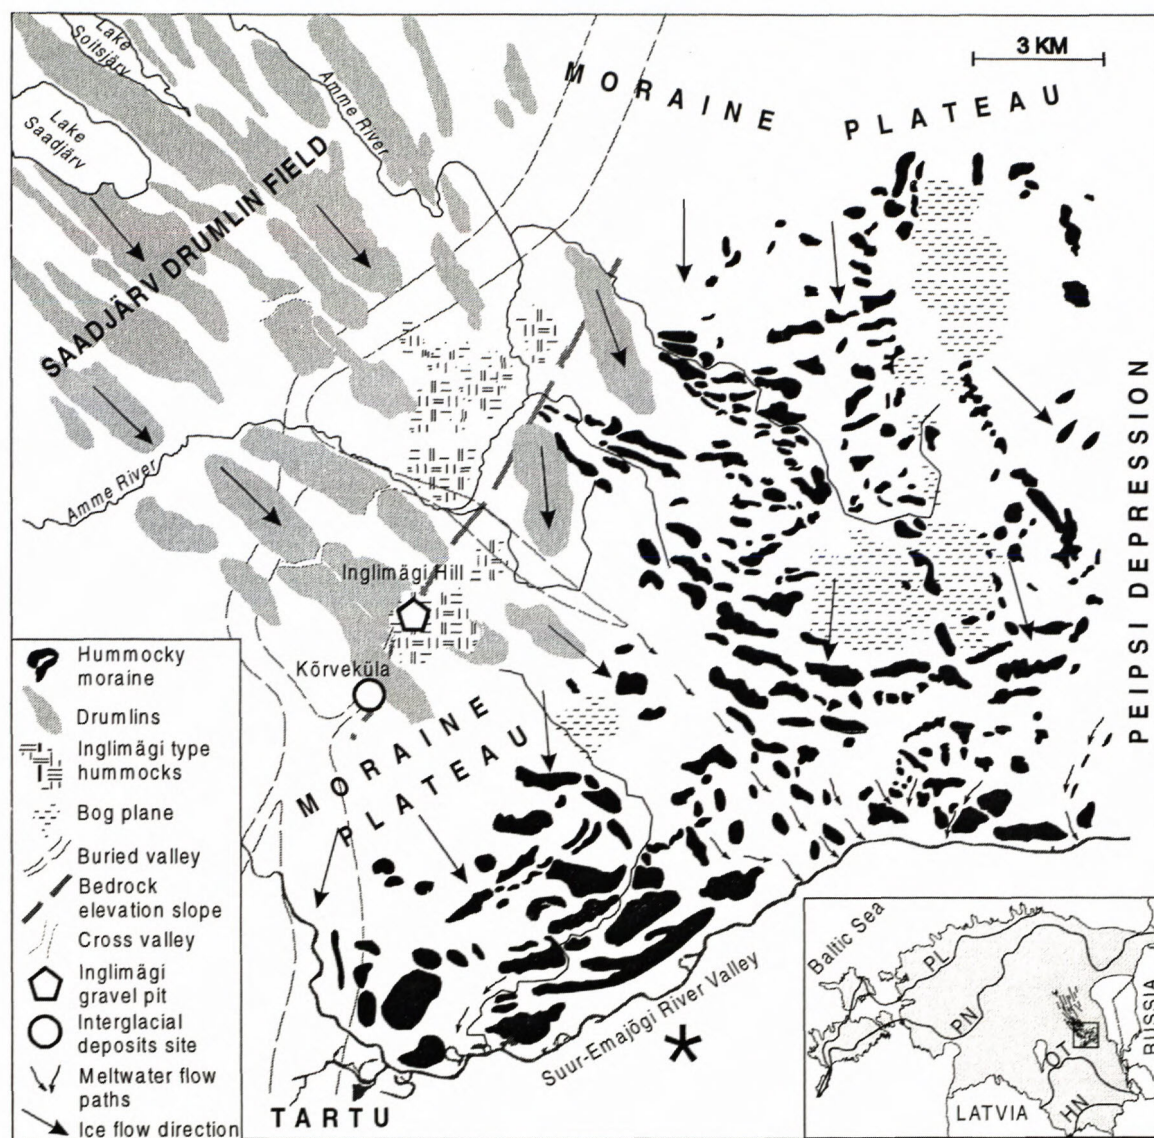 Lake
Soitsjärv
Lake
Saadjärv
Amme River
MORAINE PLATEAU
3 KM
SAADJÄRV DRUMLIN FIELD
Amme River
PEIPSI DEPRESSION
Inglimägi Hill
Kõrveküla
MORAINE
PLATEAU
Suur-Emajõgi River Valley
*
TARTU
Hummocky
moraine
Drumlins
Inglimägi type
hummocks
Bog plane
Buried valley
Bedrock
elevation slope
Cross valley
Inglimägi
gravel pit
Interglacial
deposits site
Meltwater flow
paths
Ice flow direction
Baltic Sea
PL
PN
OT
HN
LATVIA
RUSSIA